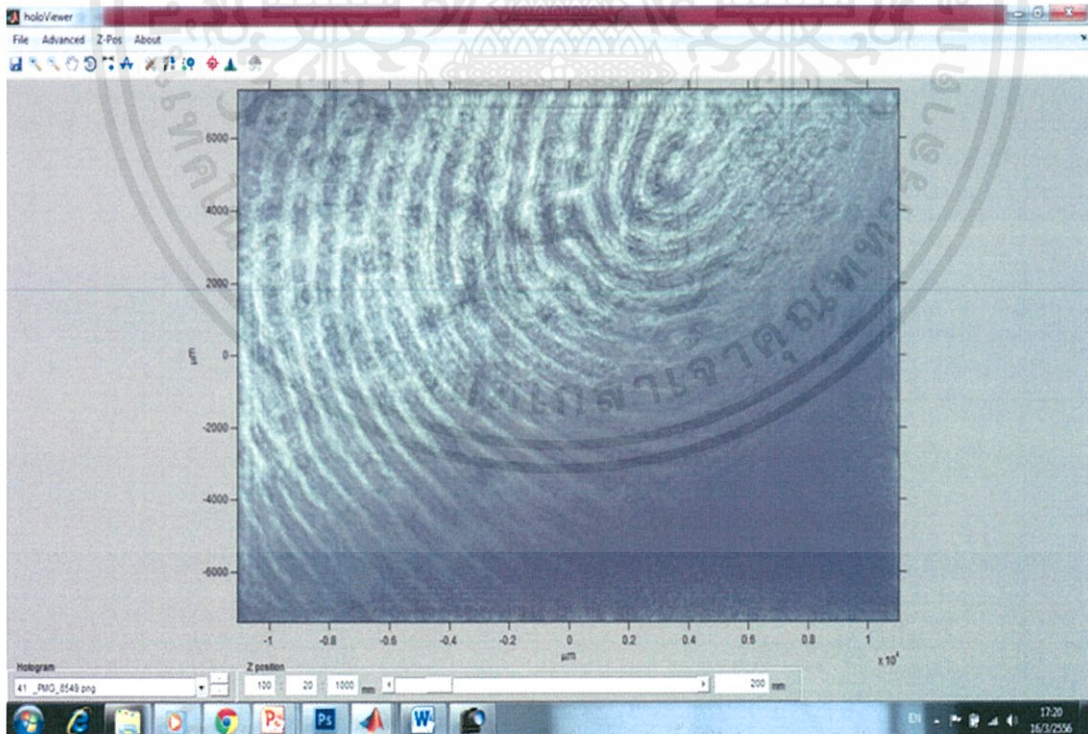 holoViewer
File Advanced Z-Pos About
6000
4000
2000
0
-2000
-4000
-6000
µm
-1 -0.8 -0.6 -0.4 -0.2 0 0.2 0.4 0.6 0.8 1
µm
x 10⁴
Hologram
41 _PMG_8549.png
Z position
100 : 20 : 1000 mm
200 mm
EN
17:20
16/3/2556